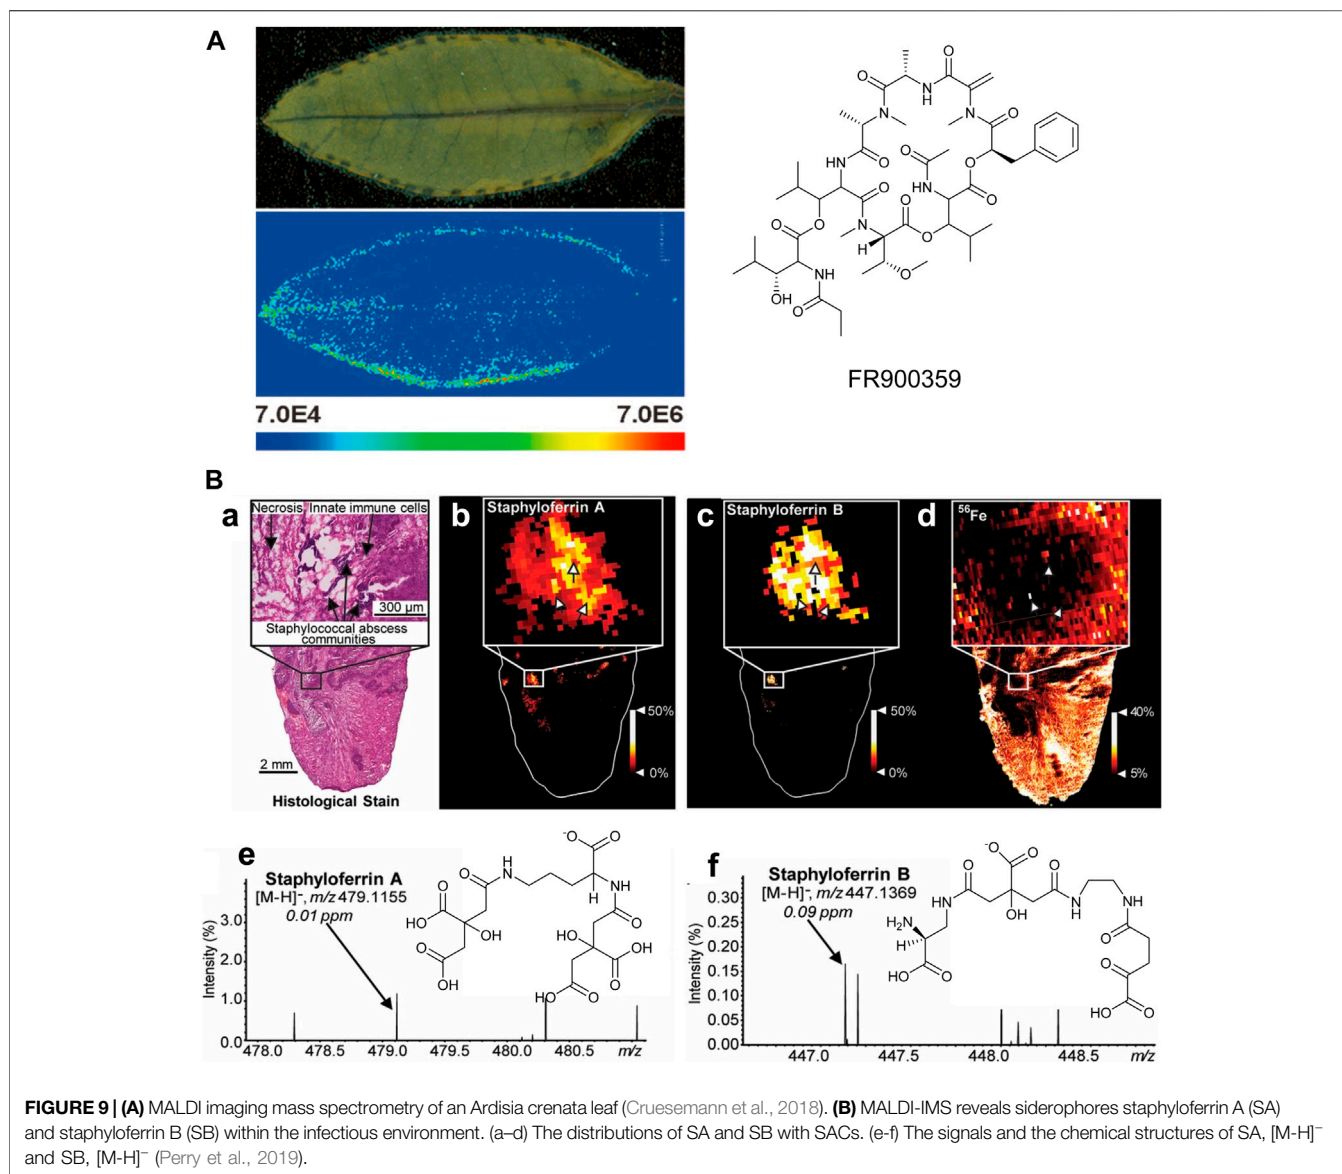 A
7.0E4 7.0E6
FR900359
B
a
Necrosis Innate immune cells
300 µm
Staphylococcal abscess
communities
2 mm
Histological Stain
b
Staphyloferrin A
50%
0%
c
Staphyloferrin B
50%
0%
d
⁵⁶Fe
40%
5%
e
Staphyloferrin A
[M-H]⁻, m/z 479.1155
0.01 ppm
Intensity (%)
3.0
2.0
1.0
0.0
478.0 478.5 479.0 479.5 480.0 480.5 m/z
f
Staphyloferrin B
[M-H]⁻, m/z 447.1369
0.09 ppm
Intensity (%)
0.30
0.25
0.20
0.15
0.10
0.05
0.00
447.0 447.5 448.0 448.5 m/z
FIGURE 9 | (A) MALDI imaging mass spectrometry of an Ardisia crenata leaf (Cruesemann et al., 2018). (B) MALDI-IMS reveals siderophores staphyloferrin A (SA)
and staphyloferrin B (SB) within the infectious environment. (a–d) The distributions of SA and SB with SACs. (e-f) The signals and the chemical structures of SA, [M-H]⁻
and SB, [M-H]⁻ (Perry et al., 2019).